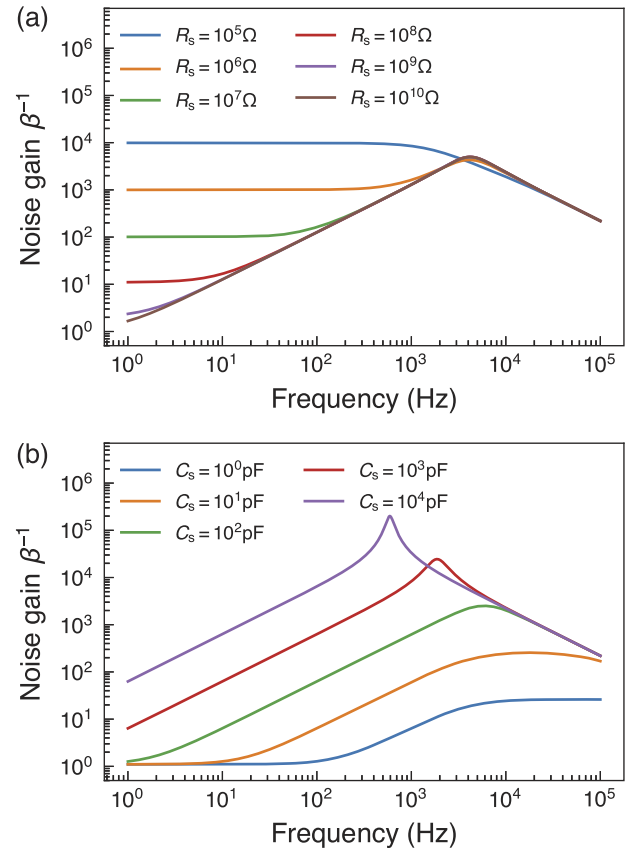 (a)
Noise gain β⁻¹
10⁶
10⁵
10⁴
10³
10²
10¹
10⁰
Rₛ = 10⁵Ω
Rₛ = 10⁶Ω
Rₛ = 10⁷Ω
Rₛ = 10⁸Ω
Rₛ = 10⁹Ω
Rₛ = 10¹⁰Ω
10⁰ 10¹ 10² 10³ 10⁴ 10⁵
Frequency (Hz)
(b)
Noise gain β⁻¹
10⁶
10⁵
10⁴
10³
10²
10¹
10⁰
Cₛ = 10⁰pF
Cₛ = 10¹pF
Cₛ = 10²pF
Cₛ = 10³pF
Cₛ = 10⁴pF
10⁰ 10¹ 10² 10³ 10⁴ 10⁵
Frequency (Hz)